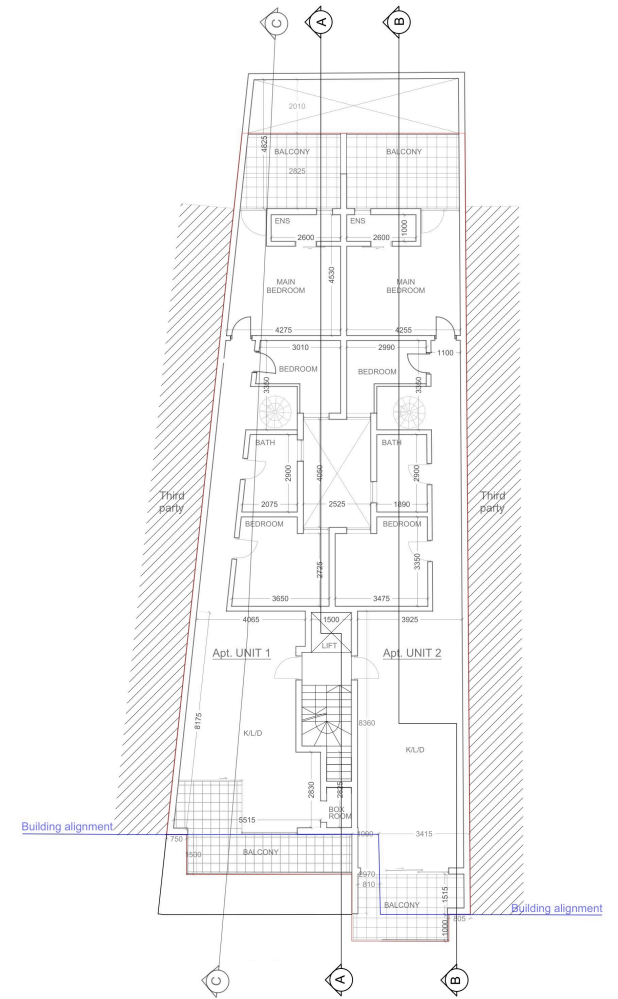 C
A
B
2010
4825
BALCONY
BALCONY
2825
ENS
ENS
2600
2600
1000
4530
MAIN
BEDROOM
MAIN
BEDROOM
4275
4255
3010
2990
1100
BEDROOM
BEDROOM
3350
3350
BATH
BATH
2900
4050
2900
2075
2525
1890
Third
party
Third
party
BEDROOM
BEDROOM
2725
3350
3650
3475
4065
1500
3925
LIFT
Apt. UNIT 1
Apt. UNIT 2
8175
8360
K/L/D
K/L/D
2830
2825
BOX
ROOM
5515
Building alignment
750
1500
BALCONY
1000
3415
2970
810
1515
BALCONY
1000
805
Building alignment
C
A
B